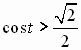 cos t > √2/2